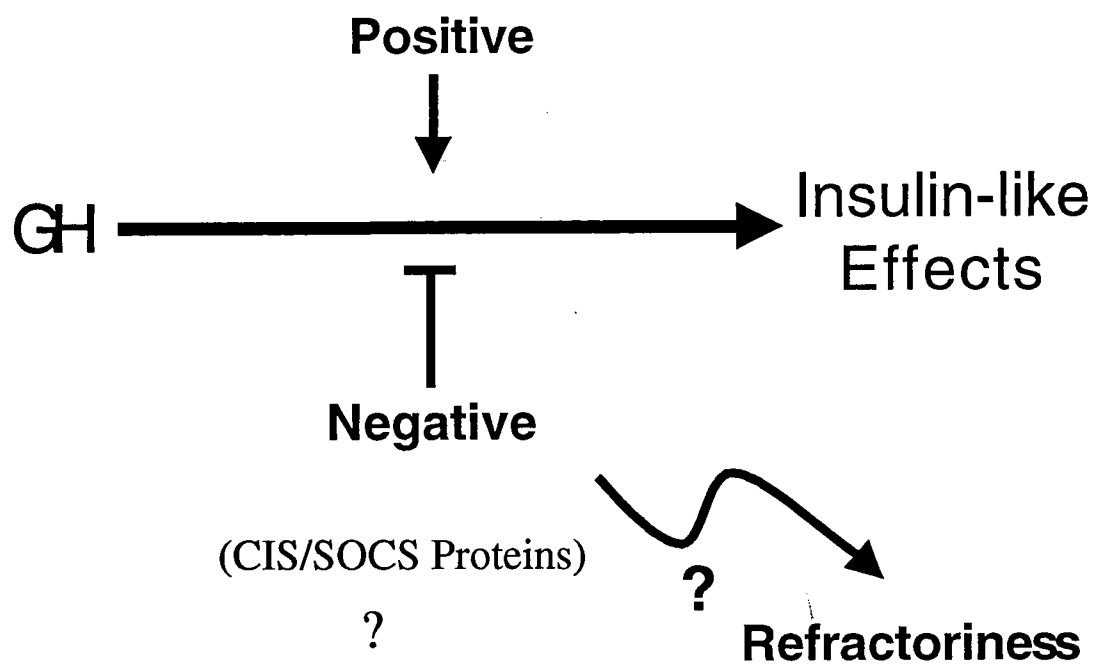 Positive
GH
Insulin-like
Effects
Negative
(CIS/SOCS Proteins)
?
?
Refractoriness